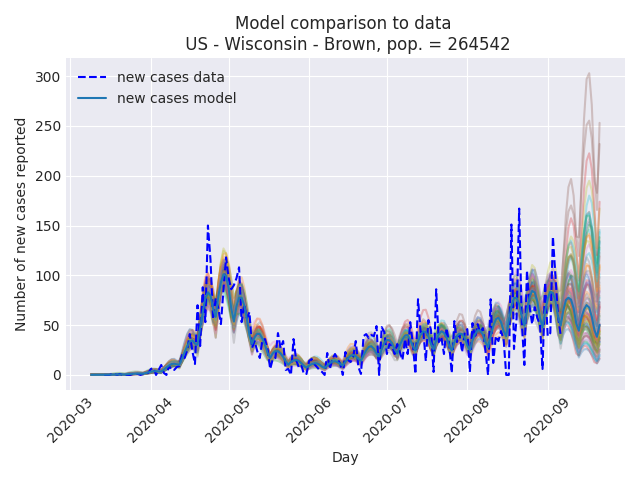 Model comparison to data
US - Wisconsin - Brown, pop. = 264542
Number of new cases reported
300
250
200
150
100
50
0
new cases data
new cases model
2020-03
2020-04
2020-05
2020-06
2020-07
2020-08
2020-09
Day